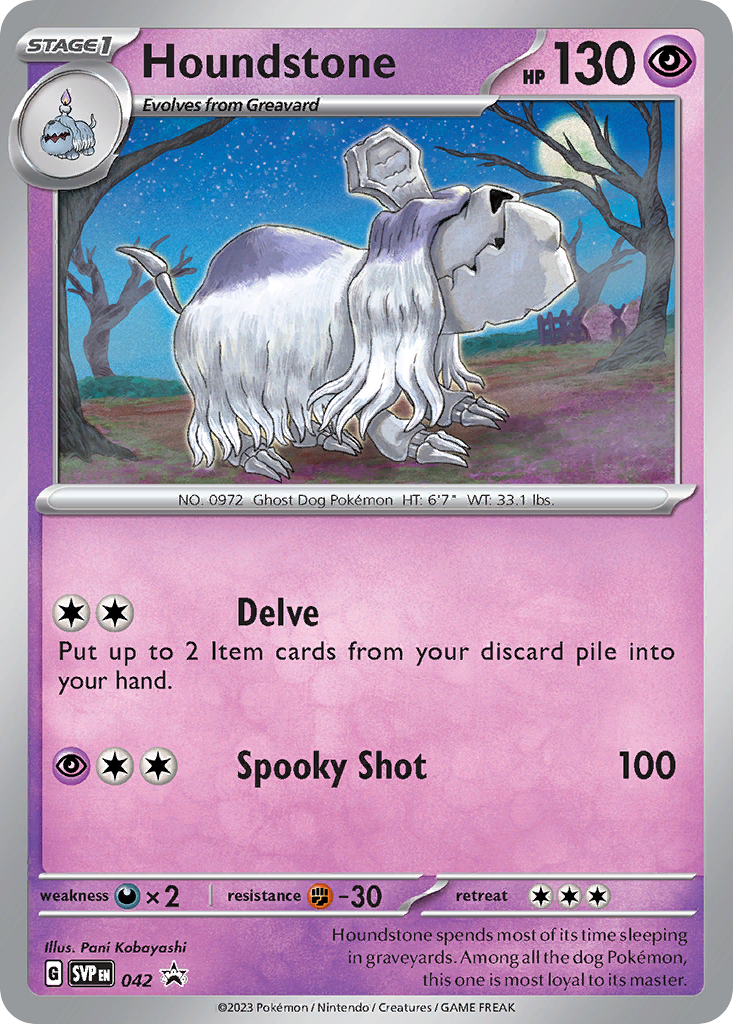 STAGE1
Houndstone
HP 130
Evolves from Greavard
NO. 0972 Ghost Dog Pokémon HT: 6'7" WT: 33.1 lbs.
Delve
Put up to 2 Item cards from your discard pile into
your hand.
Spooky Shot 100
weakness ×2 resistance -30 retreat
Illus. Pani Kobayashi
Houndstone spends most of its time sleeping
in graveyards. Among all the dog Pokémon,
this one is most loyal to its master.
G SVP EN 042
©2023 Pokémon / Nintendo / Creatures / GAME FREAK